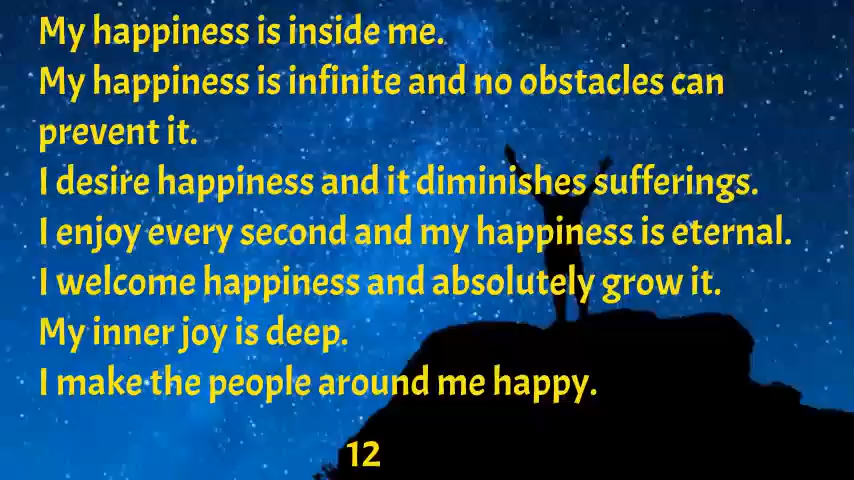 My happiness is inside me.
My happiness is infinite and no obstacles can
prevent it.
I desire happiness and it diminishes sufferings.
I enjoy every second and my happiness is eternal.
I welcome happiness and absolutely grow it.
My inner joy is deep.
I make the people around me happy.
12